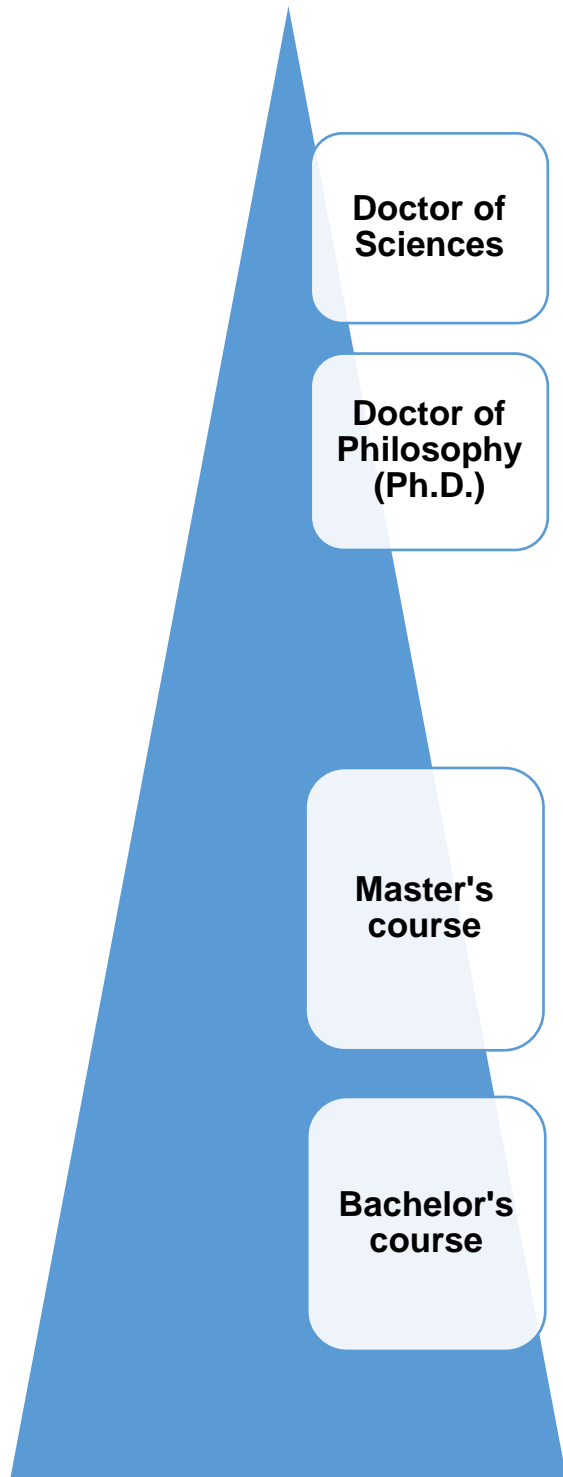 Doctor of
Sciences
Doctor of
Philosophy
(Ph.D.)
Master's
course
Bachelor's
course